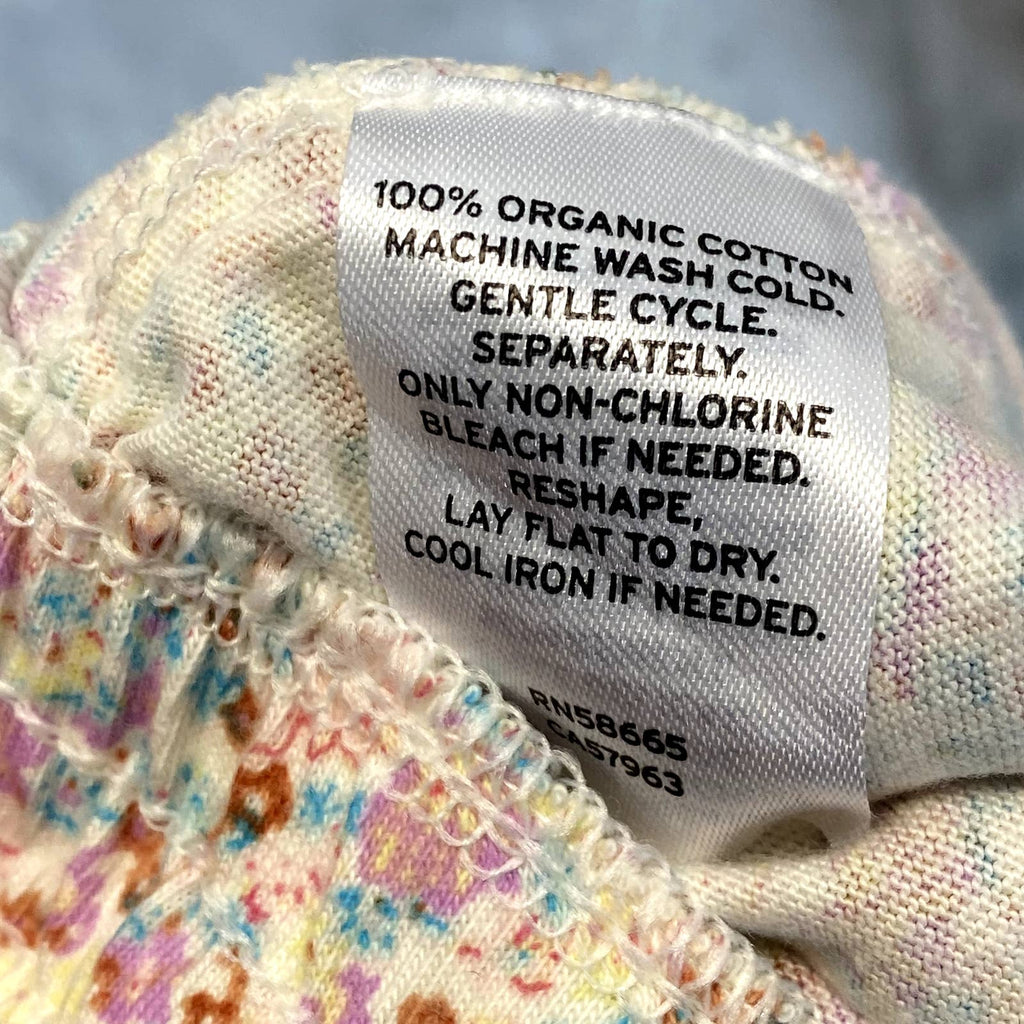 100% ORGANIC COTTON
MACHINE WASH COLD.
GENTLE CYCLE.
SEPARATELY.
ONLY NON-CHLORINE
BLEACH IF NEEDED.
RESHAPE,
LAY FLAT TO DRY.
COOL IRON IF NEEDED.
RN58665
CA57963